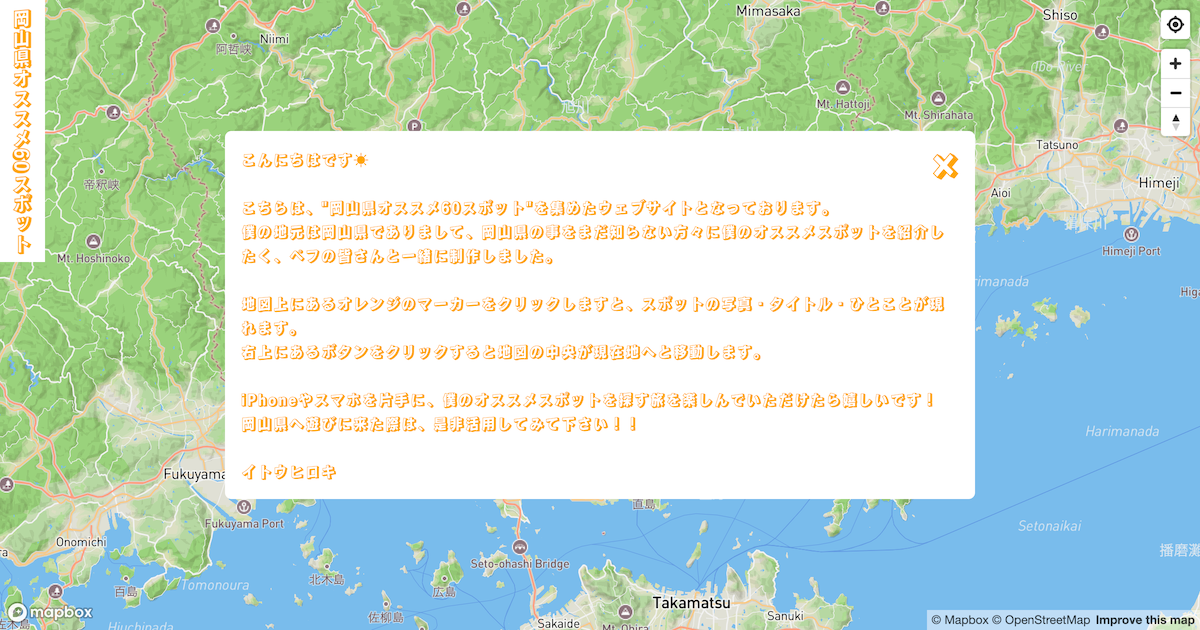 岡山県オススメ60スポット
こんにちはです☀
こちらは、"岡山県オススメ60スポット"を集めたウェブサイトとなっております。
僕の地元は岡山県でありまして、岡山県の事をまだ知らない方々に僕のオススメスポットを紹介し
たく、ベフの皆さんと一緒に制作しました。
地図上にあるオレンジのマーカーをクリックしますと、スポットの写真・タイトル・ひとことが現
れます。
右上にあるボタンをクリックすると地図の中央が現在地へと移動します。
iPhoneやスマホを片手に、僕のオススメスポットを探す旅を楽しんでいただけたら嬉しいです！
岡山県へ遊びに来た際は、是非活用してみて下さい！！
イトウヒロキ
Niimi
阿哲峡
Mimasaka
Shiso
Ibo River
旭川
Mt. Hattoji
Mt. Shirahata
P
Tatsuno
帝釈峡
Himeji
Aioi
Mt. Hoshinoko
Himeji Port
Harimanada
Harimanada
Fukuyama
直島
Fukuyama Port
Setonaikai
Onomichi
播磨灘
Seto-ohashi Bridge
Tomonoura
北木島
百島
広島
Takamatsu
佐柳島
Sanuki
Sakaide
Hiuchinada
mapbox
© Mapbox © OpenStreetMap Improve this map